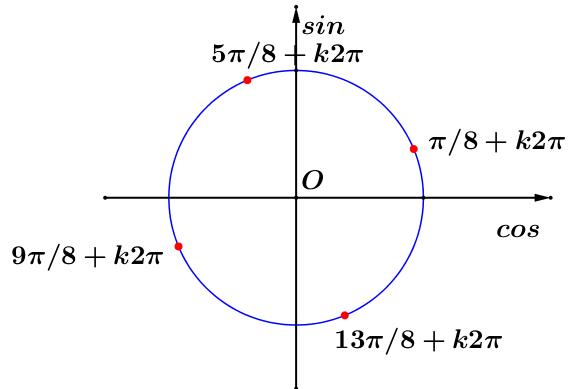 sin
5π/8 + k2π
π/8 + k2π
O
cos
9π/8 + k2π
13π/8 + k2π